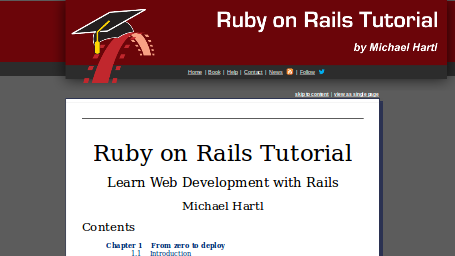 Ruby on Rails Tutorial
by Michael Hartl
Home | Book | Help | Contact | News | Follow
skip to content | view as single page
Ruby on Rails Tutorial
Learn Web Development with Rails
Michael Hartl
Contents
Chapter 1 From zero to deploy
1.1 Introduction